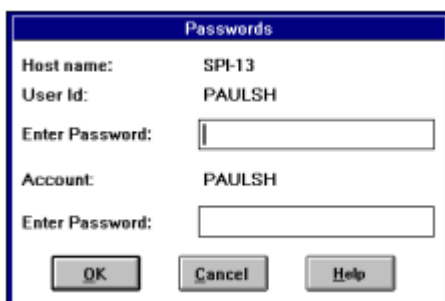 Passwords
Host name: SPI-13
User Id: PAULSH
Enter Password:
Account: PAULSH
Enter Password:
OK Cancel Help